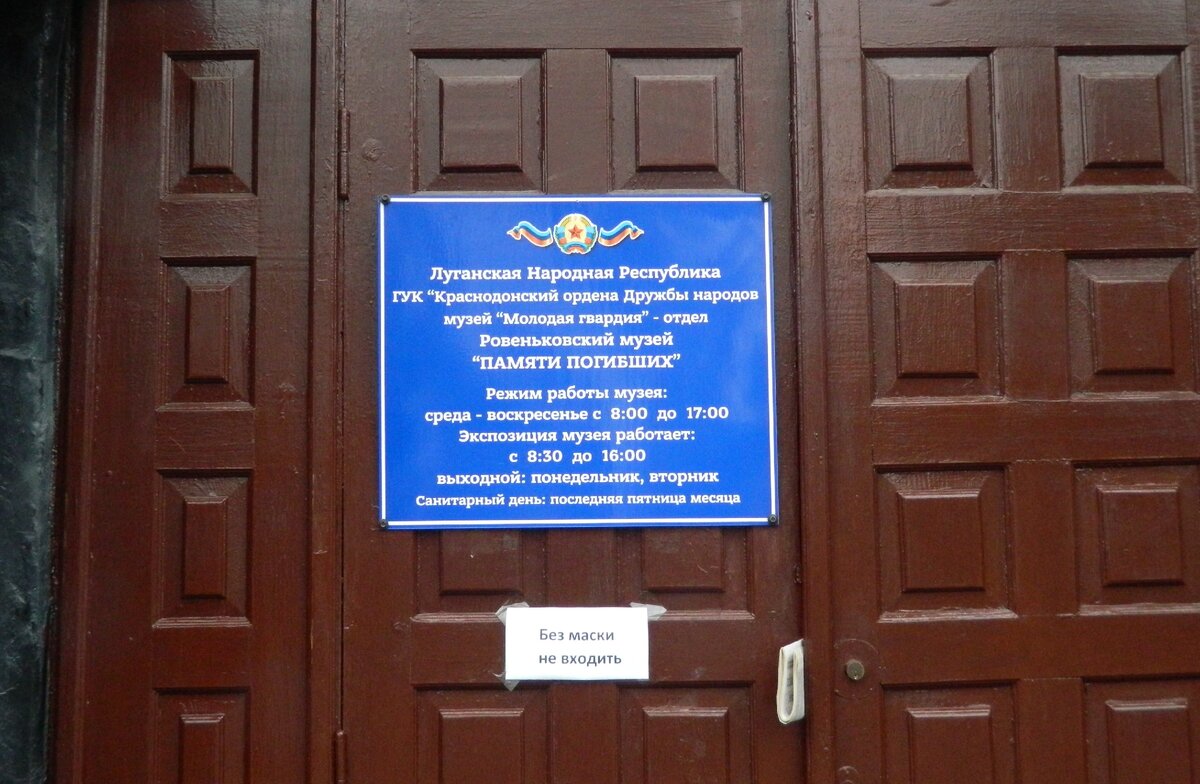 Луганская Народная Республика
ГУК “Краснодонский ордена Дружбы народов
музей “Молодая гвардия” - отдел
Ровеньковский музей
“ПАМЯТИ ПОГИБШИХ”
Режим работы музея:
среда - воскресенье с 8:00 до 17:00
Экспозиция музея работает:
с 8:30 до 16:00
выходной: понедельник, вторник
Санитарный день: последняя пятница месяца
Без маски
не входить